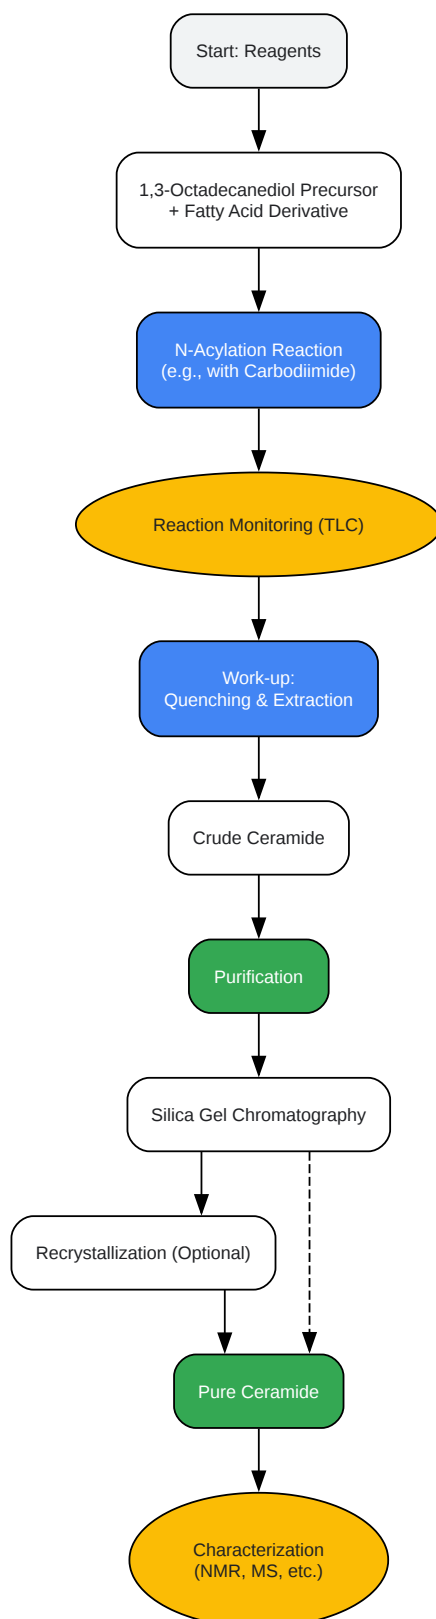 Start: Reagents
1,3-Octadecanediol Precursor
+ Fatty Acid Derivative
N-Acylation Reaction
(e.g., with Carbodiimide)
Reaction Monitoring (TLC)
Work-up:
Quenching & Extraction
Crude Ceramide
Purification
Silica Gel Chromatography
Recrystallization (Optional)
Pure Ceramide
Characterization
(NMR, MS, etc.)